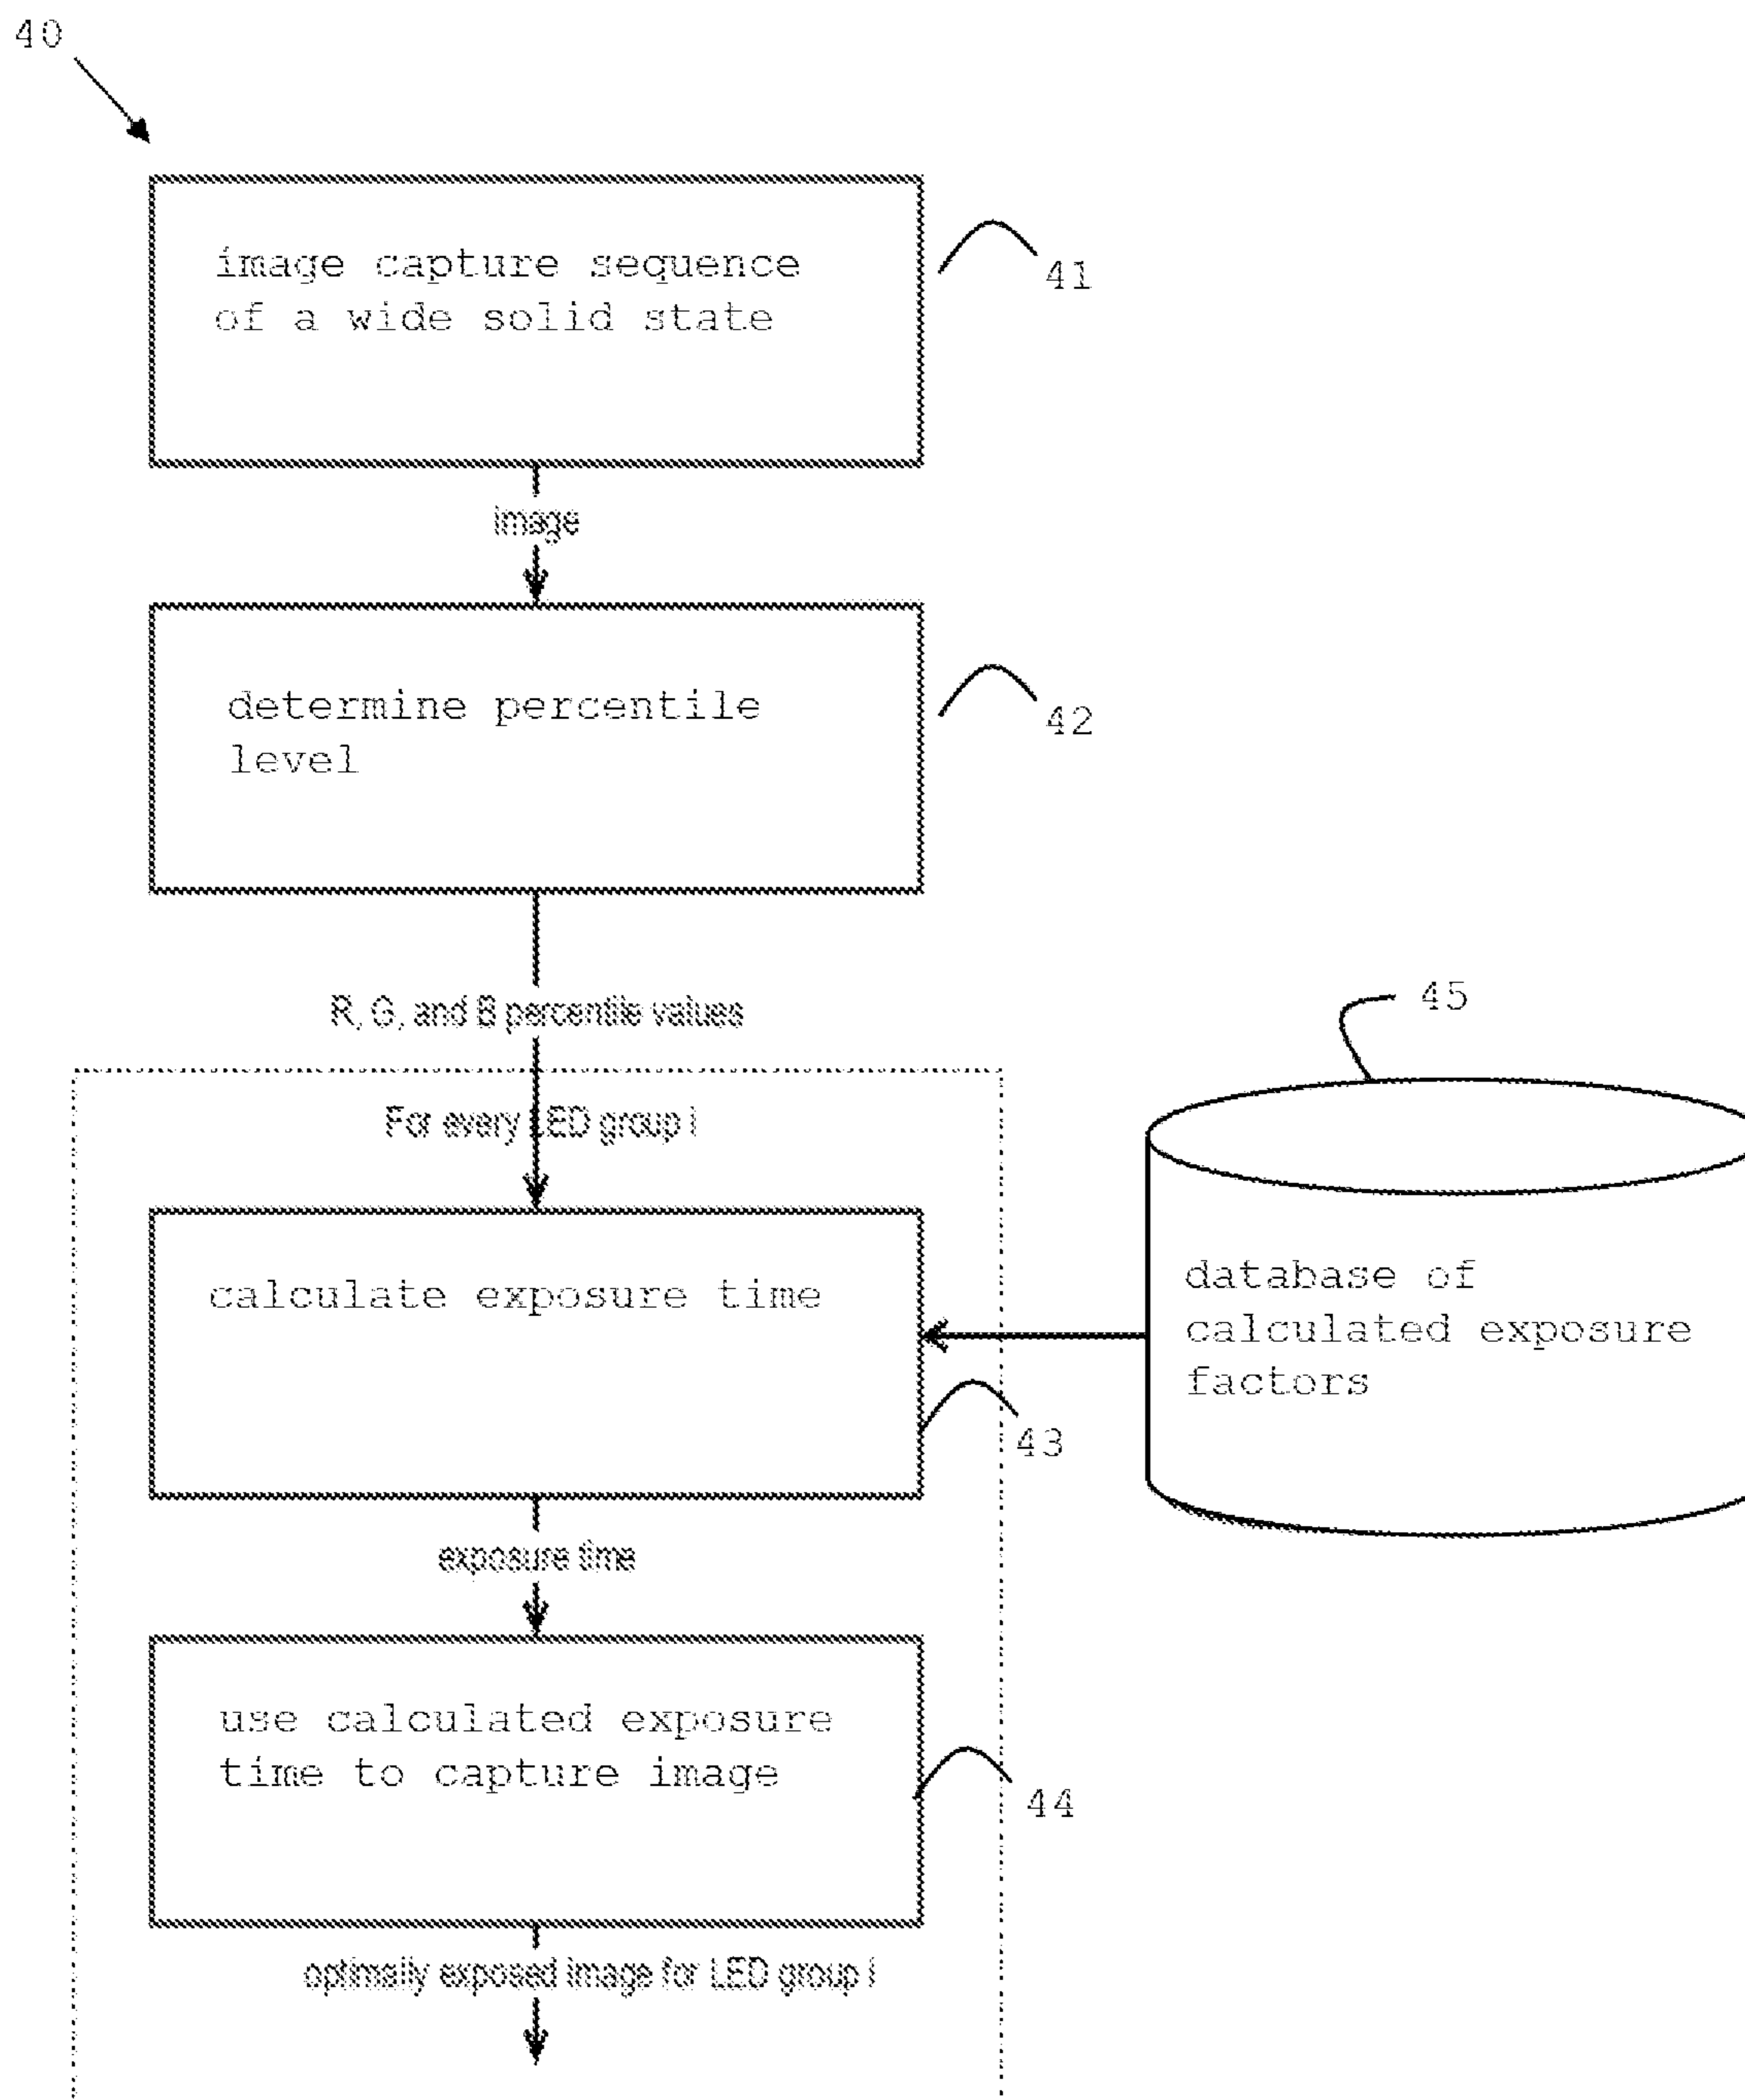 40
image capture sequence
of a wide solid state
41
image
determine percentile
level
42
R, G, and B percentile values
45
For every LED group i
calculate exposure time
database of
calculated exposure
factors
43
exposure time
use calculated exposure
time to capture image
44
optimally exposed image for LED group i